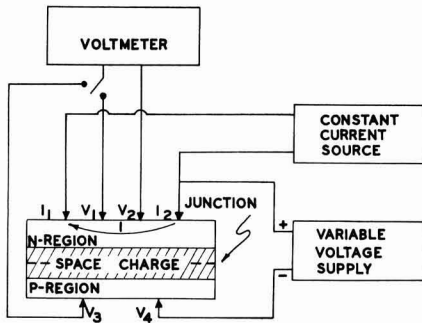 VOLTMETER
CONSTANT
CURRENT
SOURCE
I1 V1 V2 I2
I
JUNCTION
N-REGION
SPACE CHARGE
P-REGION
V3 V4
+
VARIABLE
VOLTAGE
SUPPLY
−